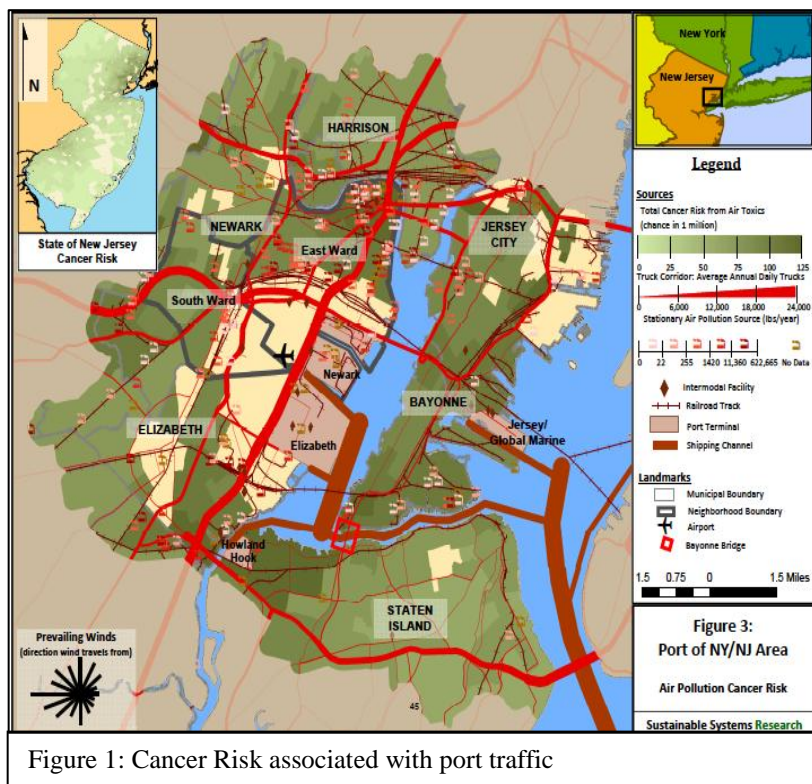 N
State of New Jersey
Cancer Risk
HARRISON
NEWARK
East Ward
JERSEY
CITY
South Ward
Newark
ELIZABETH
Elizabeth
BAYONNE
Jersey/
Global Marine
Howland
Hook
STATEN
ISLAND
Prevailing Winds
(direction wind travels from)
45
New York
New Jersey
Legend
Sources
Total Cancer Risk from Air Toxics
(chance in 1 million)
0 25 50 75 100 125
Truck Corridor: Average Annual Daily Trucks
0 6,000 12,000 18,000 24,000
Stationary Air Pollution Source (lbs/year)
0 22 255 1420 11,360 622,665 No Data
Intermodal Facility
Railroad Track
Port Terminal
Shipping Channel
Landmarks
Municipal Boundary
Neighborhood Boundary
Airport
Bayonne Bridge
1.5 0.75 0 1.5 Miles
Figure 3:
Port of NY/NJ Area
Air Pollution Cancer Risk
Sustainable Systems Research
Figure 1: Cancer Risk associated with port traffic